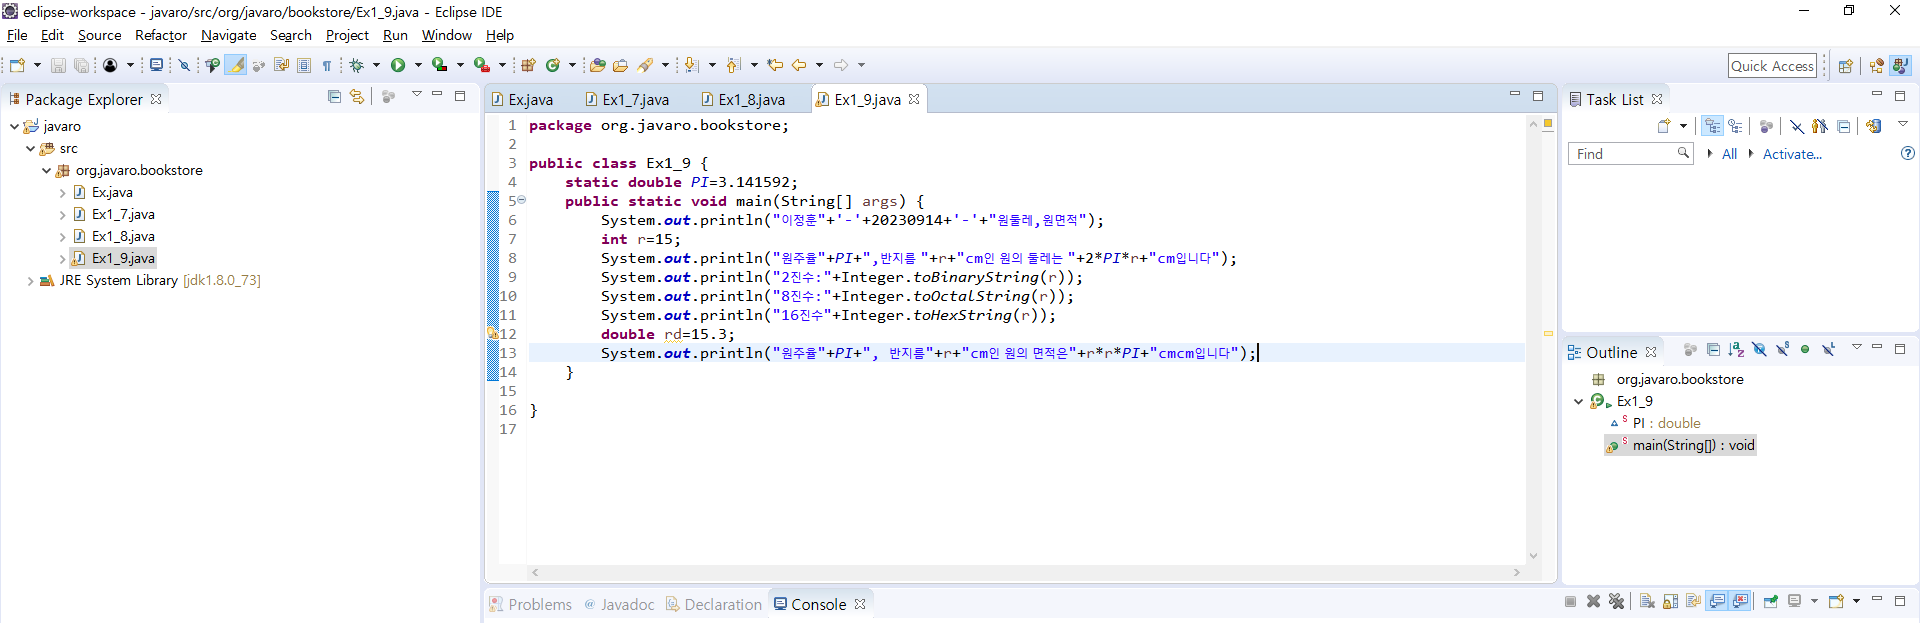 eclipse-workspace - javaro/src/org/javaro/bookstore/Ex1_9.java - Eclipse IDE
File Edit Source Refactor Navigate Search Project Run Window Help
Quick Access
Package Explorer
javaro
src
org.javaro.bookstore
Ex.java
Ex1_7.java
Ex1_8.java
Ex1_9.java
JRE System Library [jdk1.8.0_73]
Ex.java Ex1_7.java Ex1_8.java Ex1_9.java
1 package org.javaro.bookstore;
2
3 public class Ex1_9 {
4 static double PI=3.141592;
5 public static void main(String[] args) {
6 System.out.println("이정훈"+'-'+20230914+'-'+"원둘레,원면적");
7 int r=15;
8 System.out.println("원주율"+PI+",반지름 "+r+"cm인 원의 둘레는 "+2*PI*r+"cm입니다");
9 System.out.println("2진수:"+Integer.toBinaryString(r));
10 System.out.println("8진수:"+Integer.toOctalString(r));
11 System.out.println("16진수"+Integer.toHexString(r));
12 double rd=15.3;
13 System.out.println("원주율"+PI+", 반지름"+r+"cm인 원의 면적은"+r*r*PI+"cmcm입니다");
14 }
15
16 }
17
Problems @ Javadoc Declaration Console
Task List
Find All Activate...
Outline
org.javaro.bookstore
Ex1_9
PI : double
main(String[]) : void